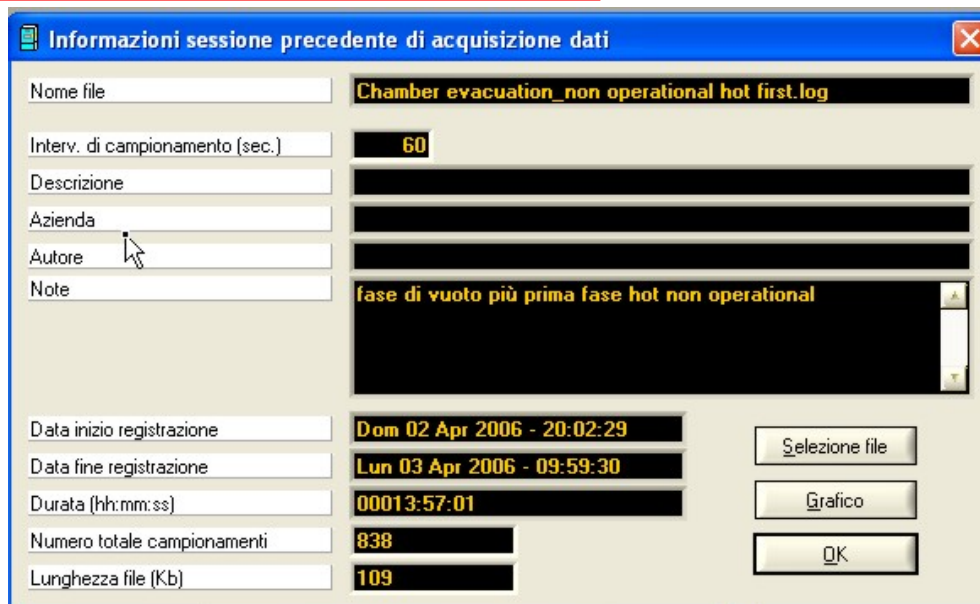 Informazioni sessione precedente di acquisizione dati
Nome file Chamber evacuation_non operational hot first.log
Interv. di campionamento (sec.) 60
Descrizione
Azienda
Autore
Note fase di vuoto più prima fase hot non operational
Data inizio registrazione Dom 02 Apr 2006 - 20:02:29
Selezione file
Data fine registrazione Lun 03 Apr 2006 - 09:59:30
Durata (hh:mm:ss) 00013:57:01
Grafico
Numero totale campionamenti 838
OK
Lunghezza file (Kb) 109